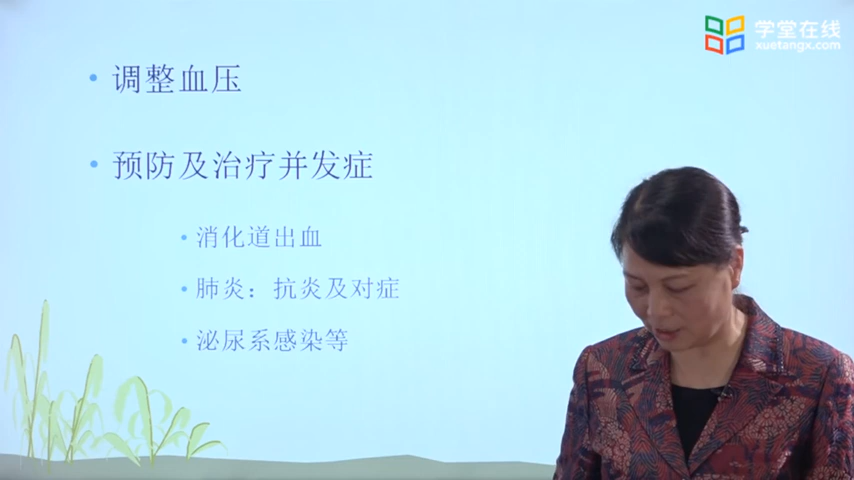 学堂在线
xuetangx.com
• 调整血压
• 预防及治疗并发症
• 消化道出血
• 肺炎：抗炎及对症
• 泌尿系感染等